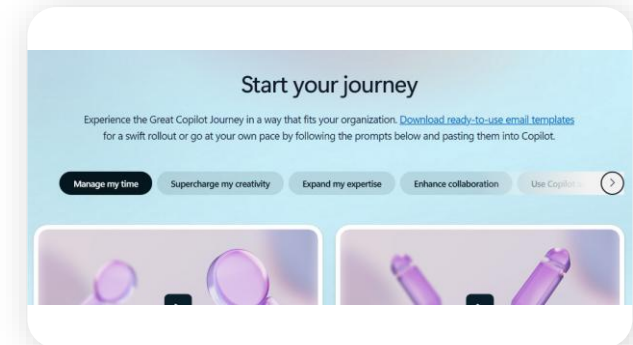 Start your journey
Experience the Great Copilot Journey in a way that fits your organization. Download ready-to-use email templates
for a swift rollout or go at your own pace by following the prompts below and pasting them into Copilot.
Manage my time Supercharge my creativity Expand my expertise Enhance collaboration Use Copilot